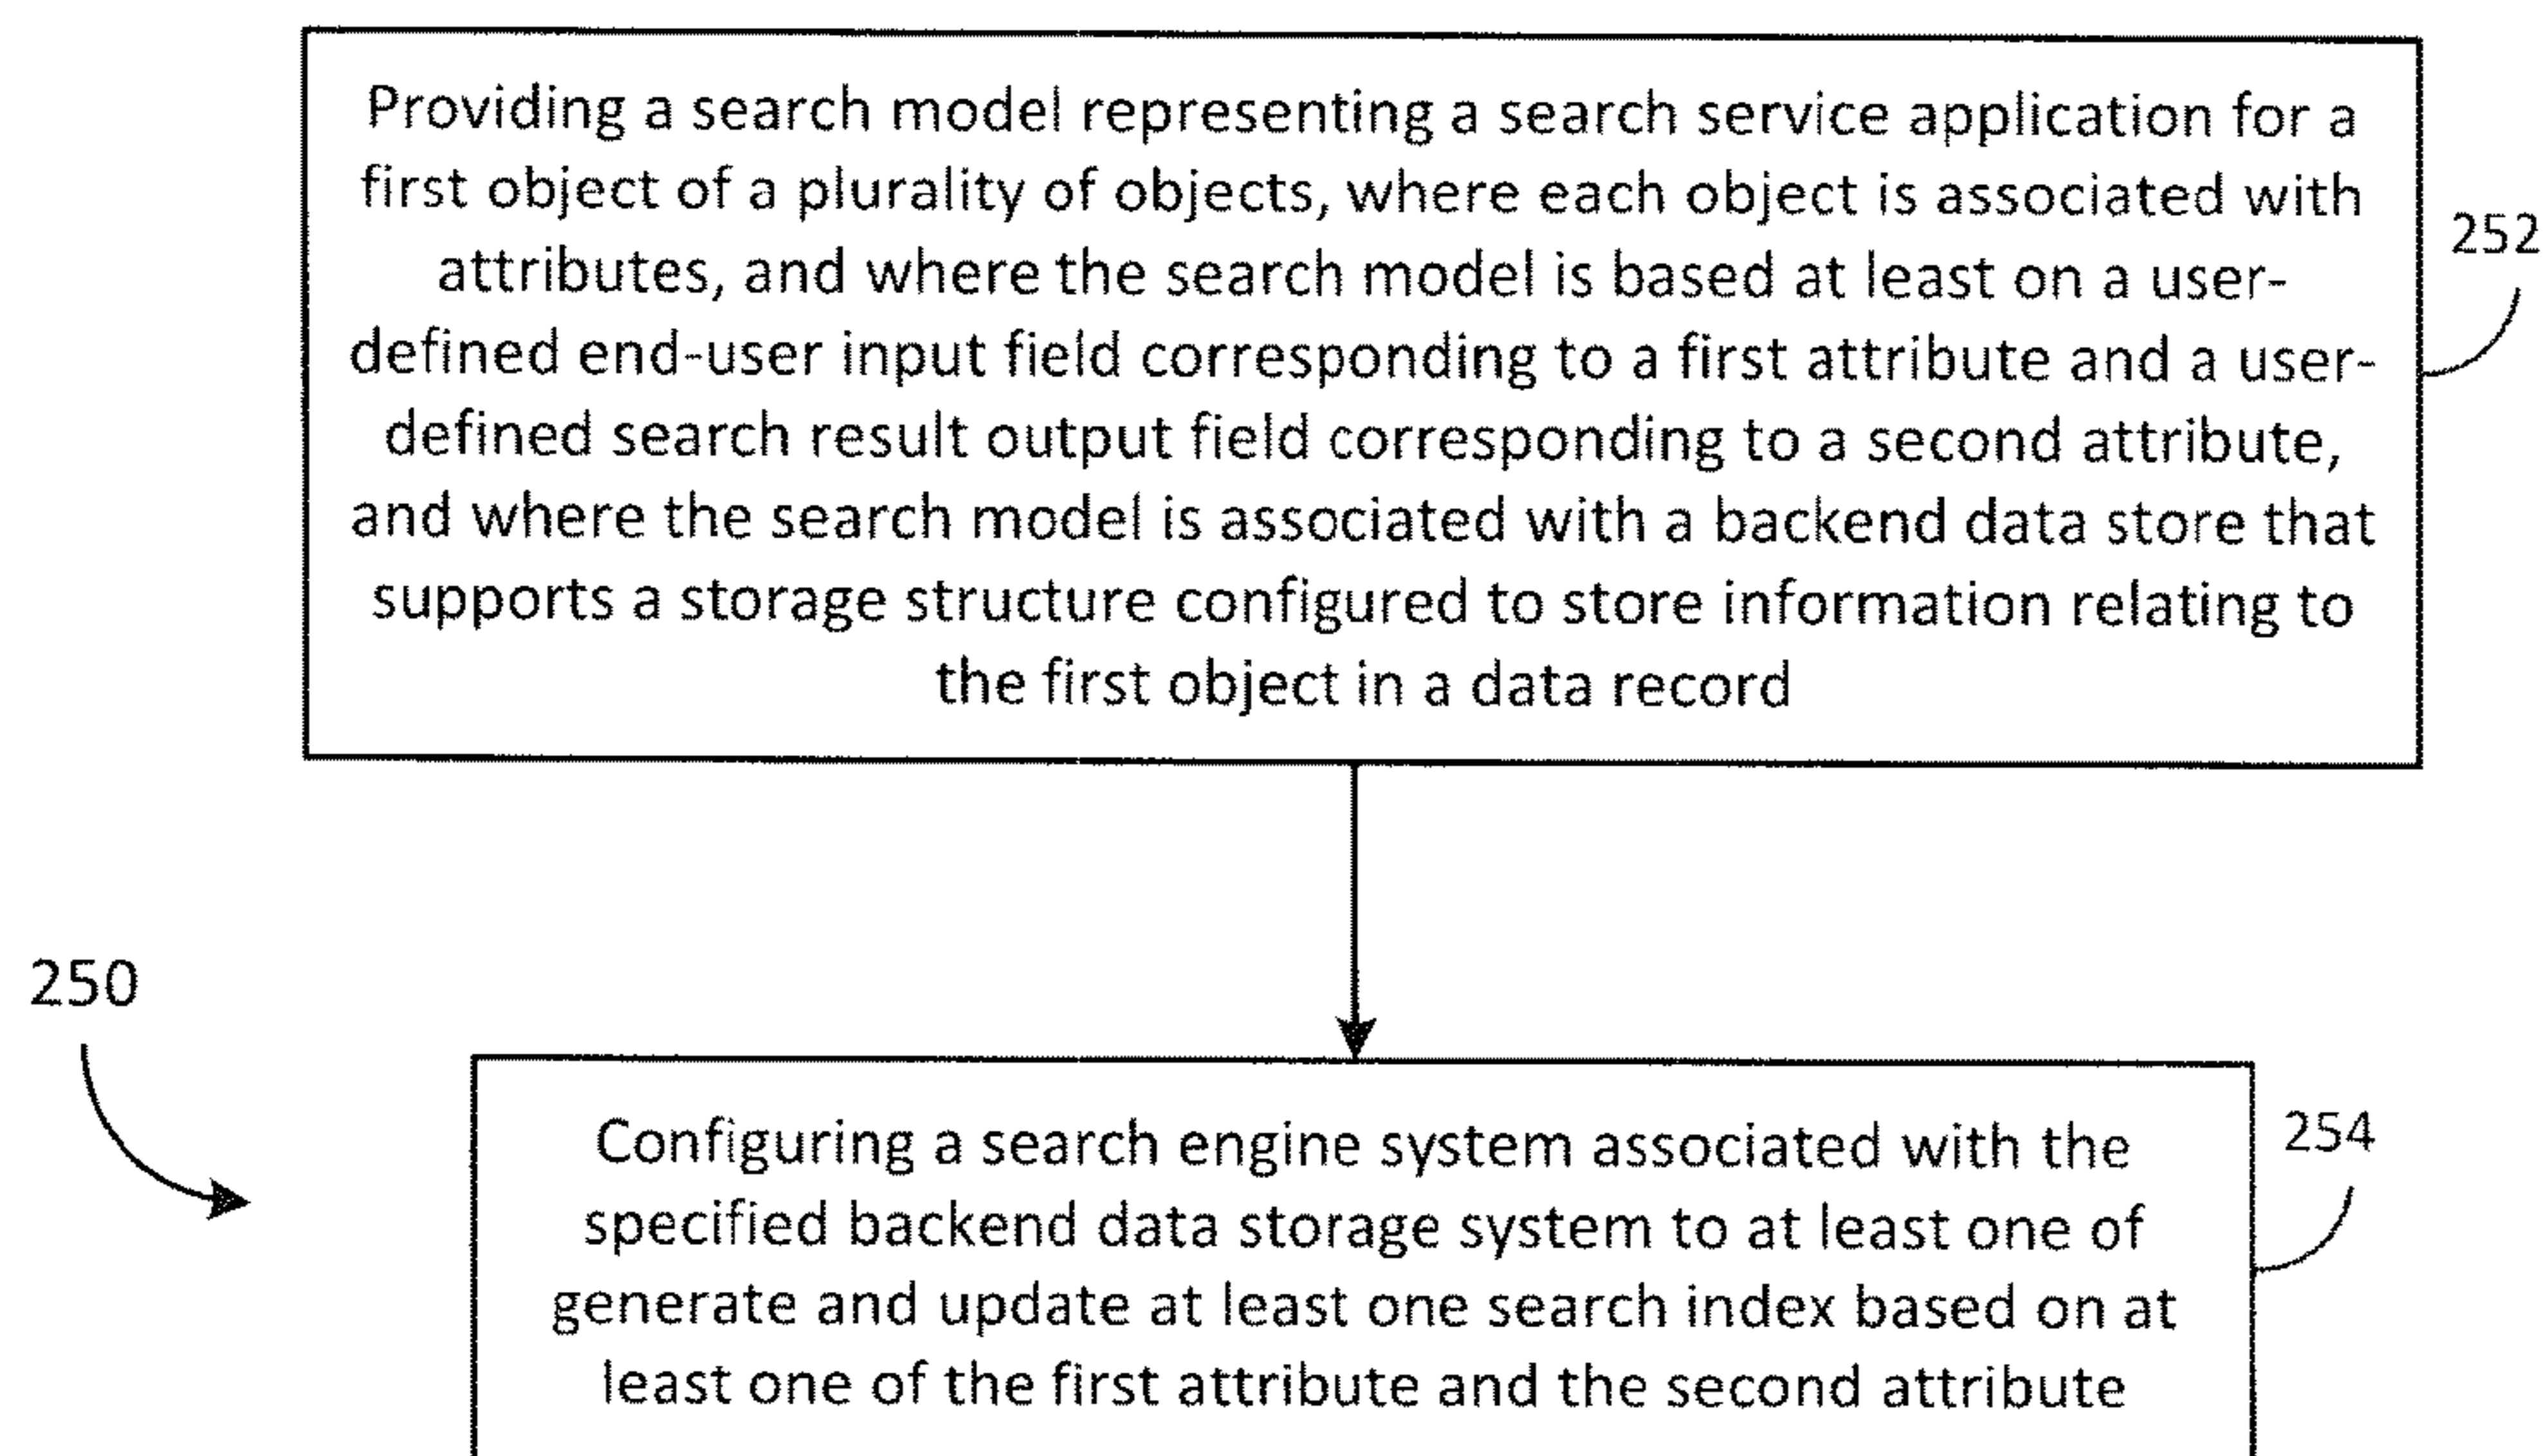 Providing a search model representing a search service application for a
first object of a plurality of objects, where each object is associated with
attributes, and where the search model is based at least on a user-
defined end-user input field corresponding to a first attribute and a user-
defined search result output field corresponding to a second attribute,
and where the search model is associated with a backend data store that
supports a storage structure configured to store information relating to
the first object in a data record
252
250
Configuring a search engine system associated with the
specified backend data storage system to at least one of
generate and update at least one search index based on at
least one of the first attribute and the second attribute
254